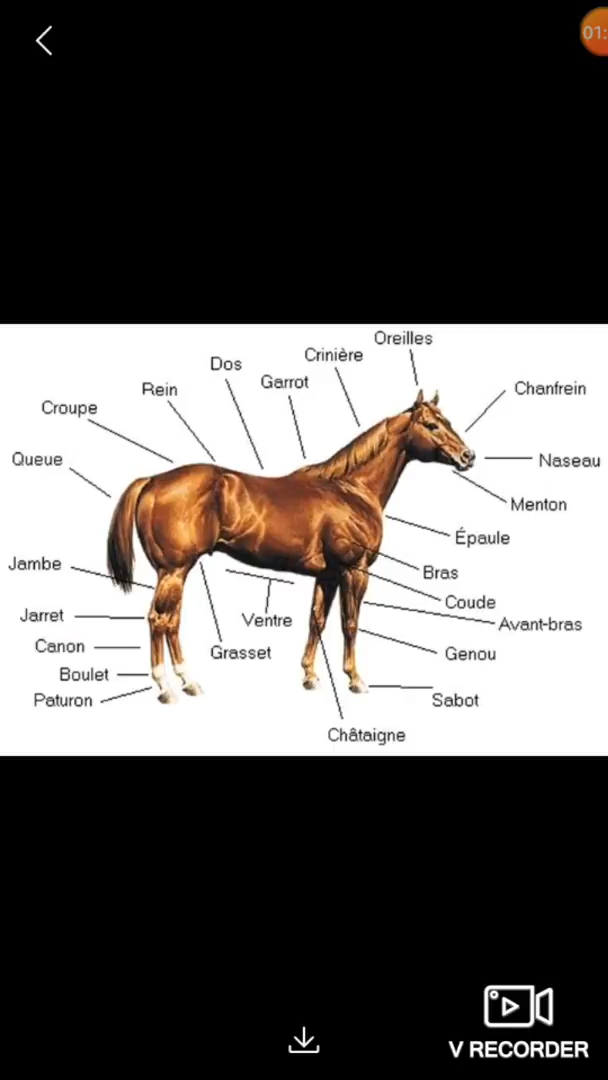 01:
Oreilles
Crinière
Dos
Garrot
Chanfrein
Rein
Croupe
Queue
Naseau
Menton
Épaule
Jambe
Bras
Coude
Jarret
Ventre
Avant-bras
Canon
Grasset
Genou
Boulet
Paturon
Sabot
Châtaigne
V RECORDER